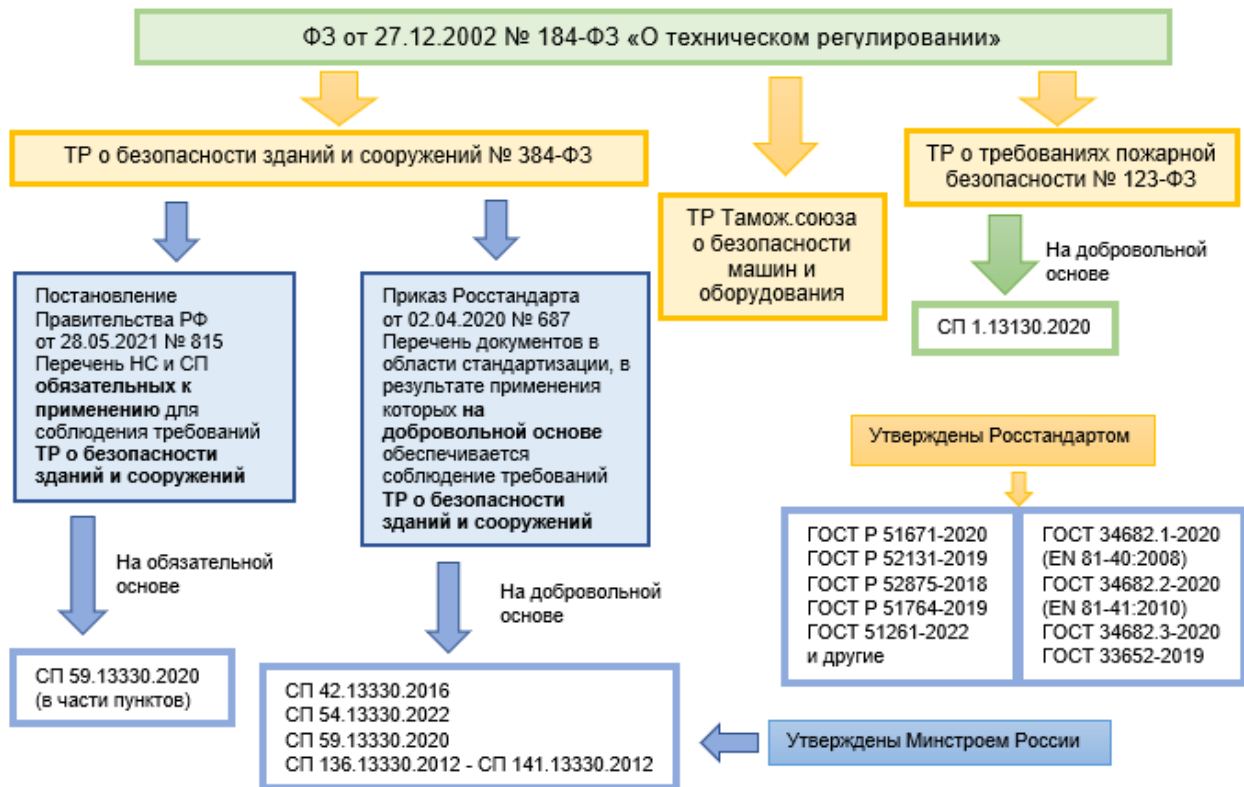 ФЗ от 27.12.2002 № 184-ФЗ «О техническом регулировании»
ТР о безопасности зданий и сооружений № 384-ФЗ
ТР Тамож.союза
о безопасности
машин и
оборудования
ТР о требованиях пожарной
безопасности № 123-ФЗ
На добровольной
основе
СП 1.13130.2020
Постановление
Правительства РФ
от 28.05.2021 № 815
Перечень НС и СП
обязательных к
применению для
соблюдения требований
ТР о безопасности
зданий и сооружений
Приказ Росстандарта
от 02.04.2020 № 687
Перечень документов в
области стандартизации, в
результате применения
которых на
добровольной основе
обеспечивается
соблюдение требований
ТР о безопасности
зданий и сооружений
На обязательной
основе
На добровольной
основе
СП 59.13330.2020
(в части пунктов)
СП 42.13330.2016
СП 54.13330.2022
СП 59.13330.2020
СП 136.13330.2012 - СП 141.13330.2012
Утверждены Минстроем России
Утверждены Росстандартом
ГОСТ Р 51671-2020
ГОСТ Р 52131-2019
ГОСТ Р 52875-2018
ГОСТ Р 51764-2019
ГОСТ 51261-2022
и другие
ГОСТ 34682.1-2020
(EN 81-40:2008)
ГОСТ 34682.2-2020
(EN 81-41:2010)
ГОСТ 34682.3-2020
ГОСТ 33652-2019